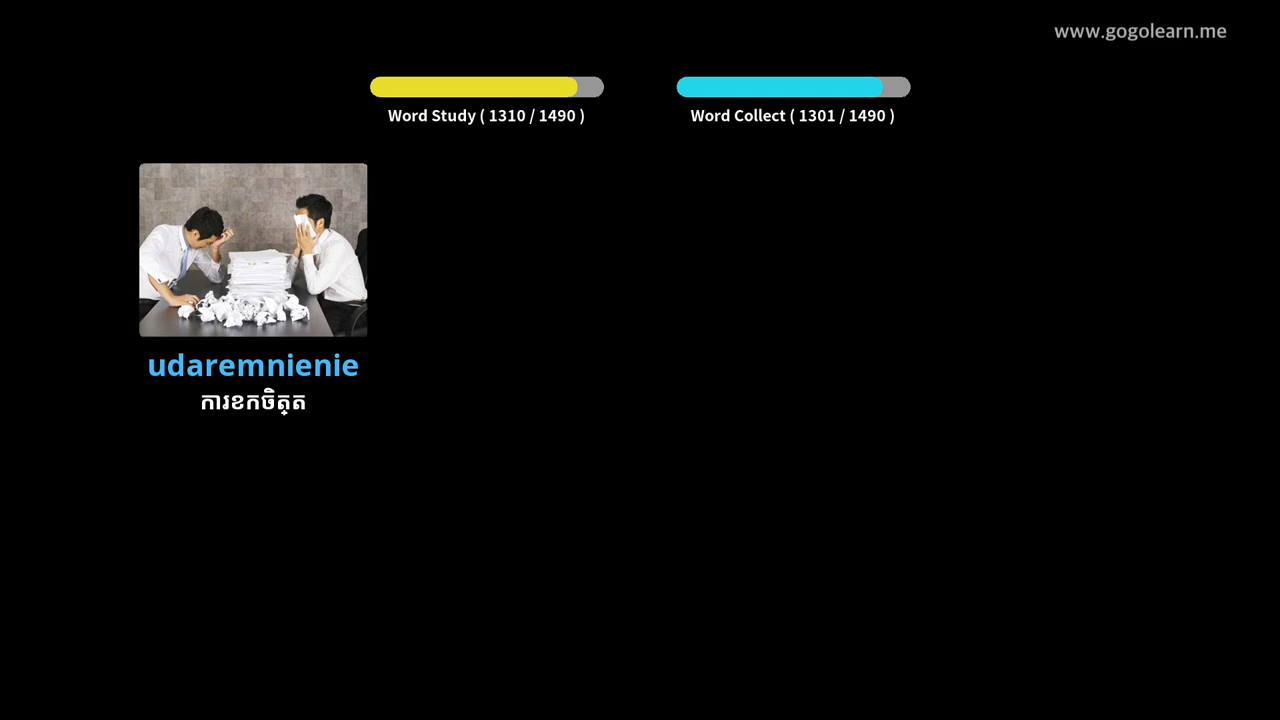 www.gogolearn.me
Word Study ( 1310 / 1490 )
Word Collect ( 1301 / 1490 )
udaremnienie
ការខកចិត្ត